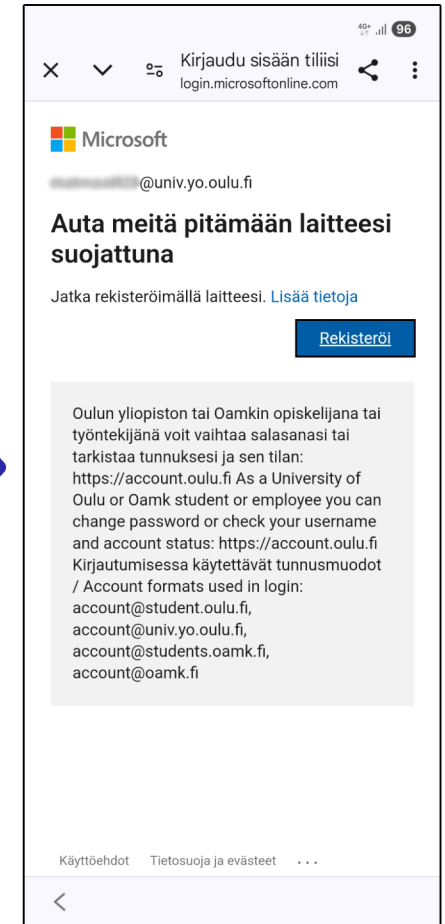 4G+ 96
Kirjaudu sisään tiliisi
login.microsoftonline.com
Microsoft
@univ.yo.oulu.fi
Auta meitä pitämään laitteesi
suojattuna
Jatka rekisteröimällä laitteesi. Lisää tietoja
Rekisteröi
Oulun yliopiston tai Oamkin opiskelijana tai
työntekijänä voit vaihtaa salasanasi tai
tarkistaa tunnuksesi ja sen tilan:
https://account.oulu.fi As a University of
Oulu or Oamk student or employee you can
change password or check your username
and account status: https://account.oulu.fi
Kirjautumisessa käytettävät tunnusmuodot
/ Account formats used in login:
account@student.oulu.fi,
account@univ.yo.oulu.fi,
account@students.oamk.fi,
account@oamk.fi
Käyttöehdot Tietosuoja ja evästeet ...